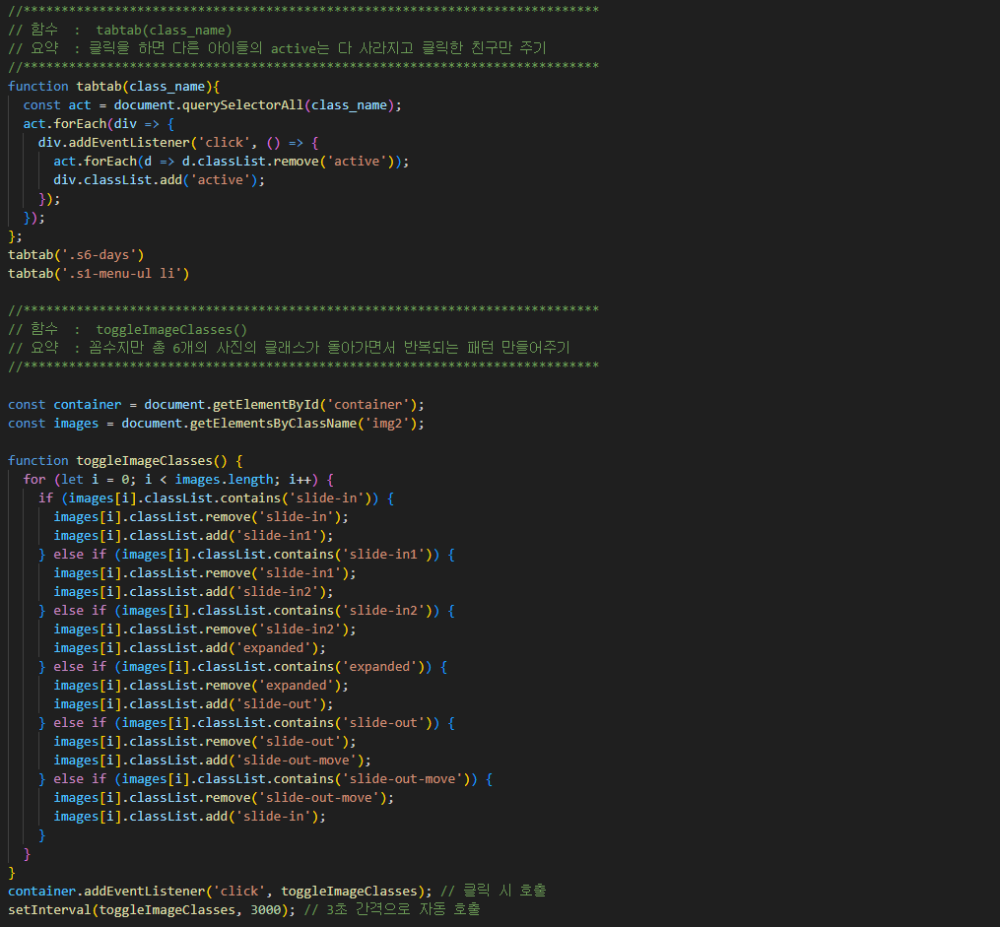 //****************************************************************************
// 함수  :  tabtab(class_name)
// 요약  : 클릭을 하면 다른 아이들의 active는 다 사라지고 클릭한 친구만 주기
//****************************************************************************
function tabtab(class_name){
  const act = document.querySelectorAll(class_name);
  act.forEach(div => {
    div.addEventListener('click', () => {
      act.forEach(d => d.classList.remove('active'));
      div.classList.add('active');
    });
  });
};
tabtab('.s6-days')
tabtab('.s1-menu-ul li')

//****************************************************************************
// 함수  :  toggleImageClasses()
// 요약  : 꼼수지만 총 6개의 사진의 클래스가 돌아가면서 반복되는 패턴 만들어주기
//****************************************************************************

const container = document.getElementById('container');
const images = document.getElementsByClassName('img2');

function toggleImageClasses() {
  for (let i = 0; i < images.length; i++) {
    if (images[i].classList.contains('slide-in')) {
      images[i].classList.remove('slide-in');
      images[i].classList.add('slide-in1');
    } else if (images[i].classList.contains('slide-in1')) {
      images[i].classList.remove('slide-in1');
      images[i].classList.add('slide-in2');
    } else if (images[i].classList.contains('slide-in2')) {
      images[i].classList.remove('slide-in2');
      images[i].classList.add('expanded');
    } else if (images[i].classList.contains('expanded')) {
      images[i].classList.remove('expanded');
      images[i].classList.add('slide-out');
    } else if (images[i].classList.contains('slide-out')) {
      images[i].classList.remove('slide-out');
      images[i].classList.add('slide-out-move');
    } else if (images[i].classList.contains('slide-out-move')) {
      images[i].classList.remove('slide-out-move');
      images[i].classList.add('slide-in');
    }
  }
}
container.addEventListener('click', toggleImageClasses); // 클릭 시 호출
setInterval(toggleImageClasses, 3000); // 3초 간격으로 자동 호출